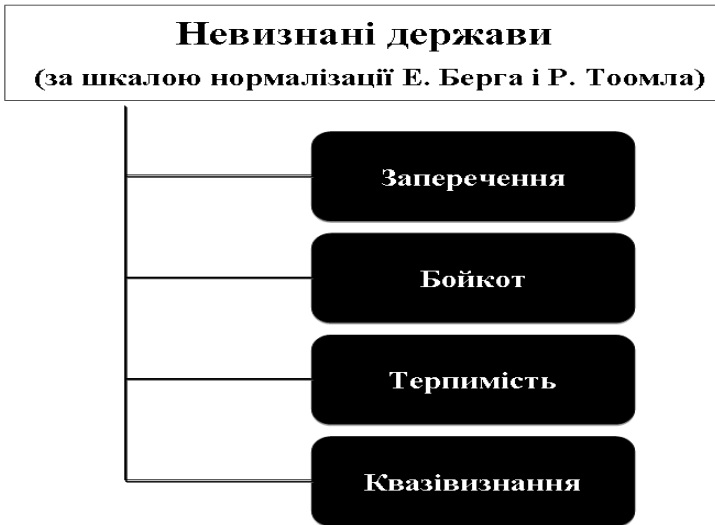 Невизнані держави
(за шкалою нормалізації Е. Берга і Р. Тоомла)
Заперечення
Бойкот
Терпимість
Квазівизнання